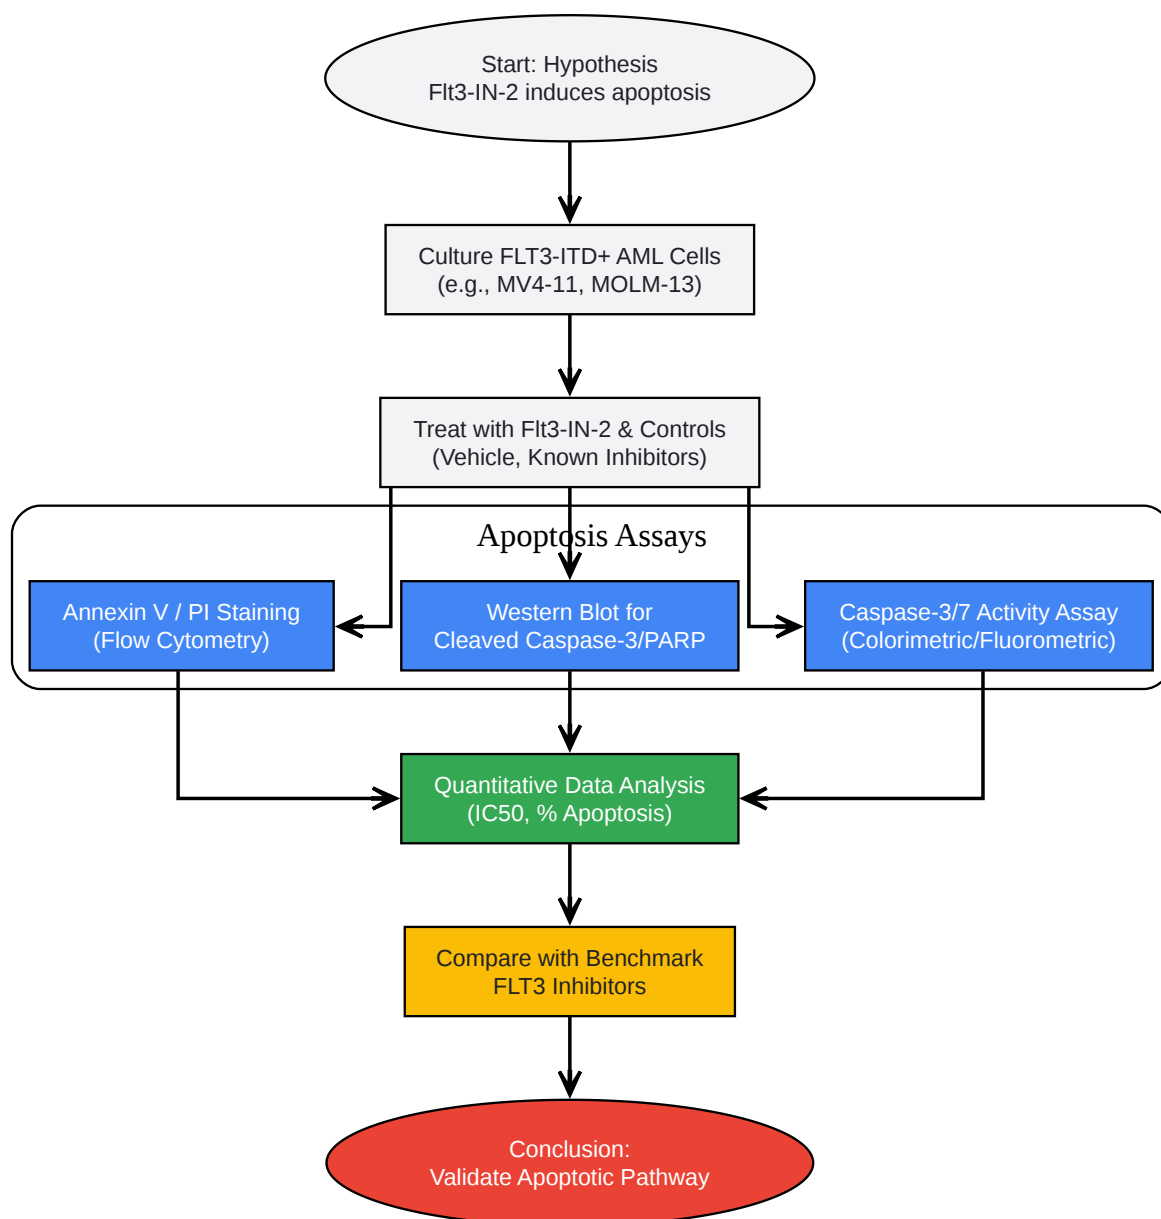 Start: Hypothesis
Flt3-IN-2 induces apoptosis
Culture FLT3-ITD+ AML Cells
(e.g., MV4-11, MOLM-13)
Treat with Flt3-IN-2 & Controls
(Vehicle, Known Inhibitors)
Apoptosis Assays
Annexin V / PI Staining
(Flow Cytometry)
Western Blot for
Cleaved Caspase-3/PARP
Caspase-3/7 Activity Assay
(Colorimetric/Fluorometric)
Quantitative Data Analysis
(IC50, % Apoptosis)
Compare with Benchmark
FLT3 Inhibitors
Conclusion:
Validate Apoptotic Pathway